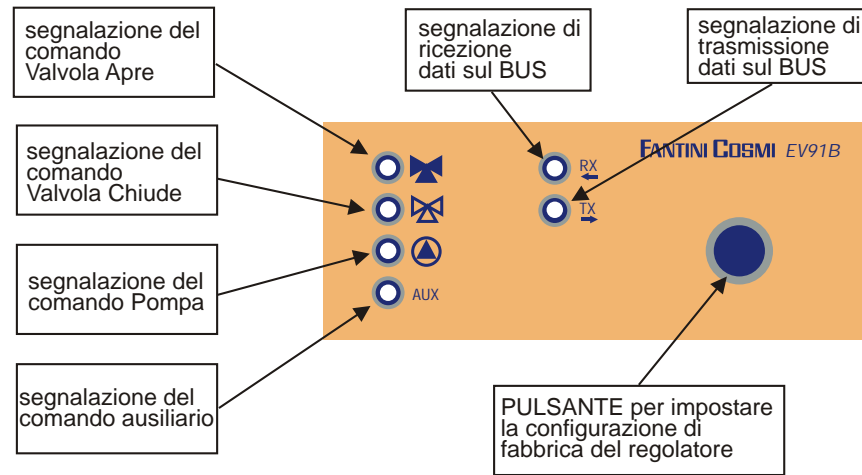 segnalazione del
comando
Valvola Apre
segnalazione di
ricezione
dati sul BUS
segnalazione di
trasmissione
dati sul BUS
segnalazione del
comando
Valvola Chiude
segnalazione del
comando Pompa
segnalazione del
comando ausiliario
RX
TX
AUX
FANTINI COSMI EV91B
PULSANTE per impostare
la configurazione di
fabbrica del regolatore